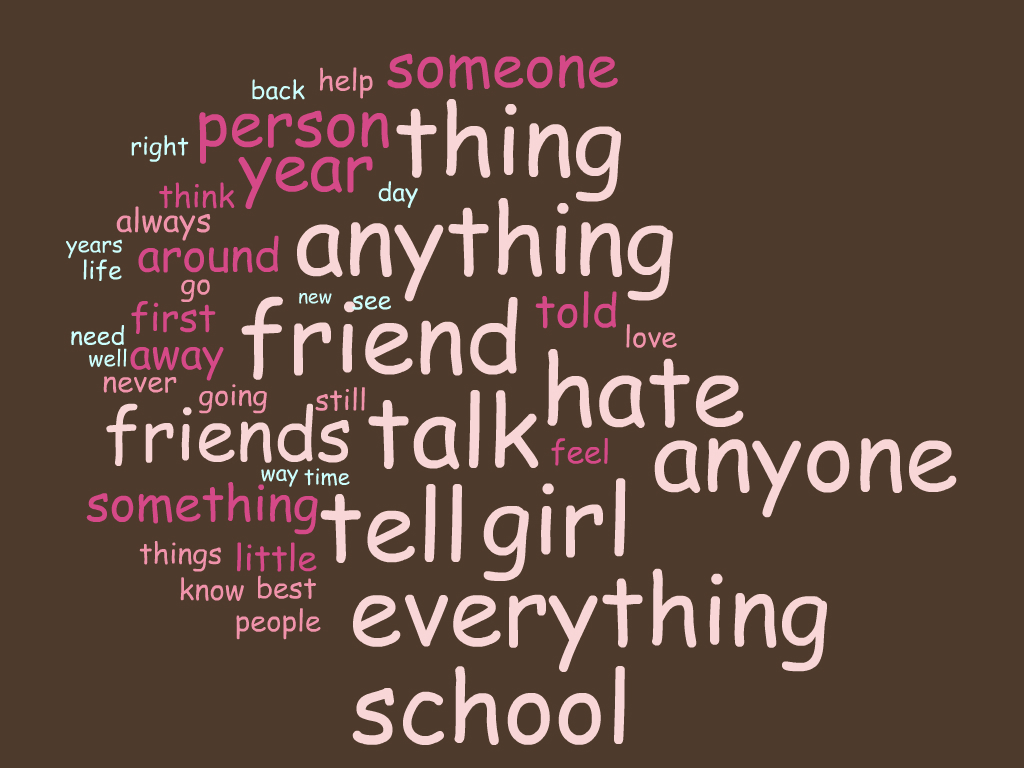 someone
back help
person thing
right
year
think day
always
anything
years around
life
go
new see
first friend told
need love
well away
never hate
going still
friends talk
feel anyone
way time
something tell girl
things little
know best
people everything
school